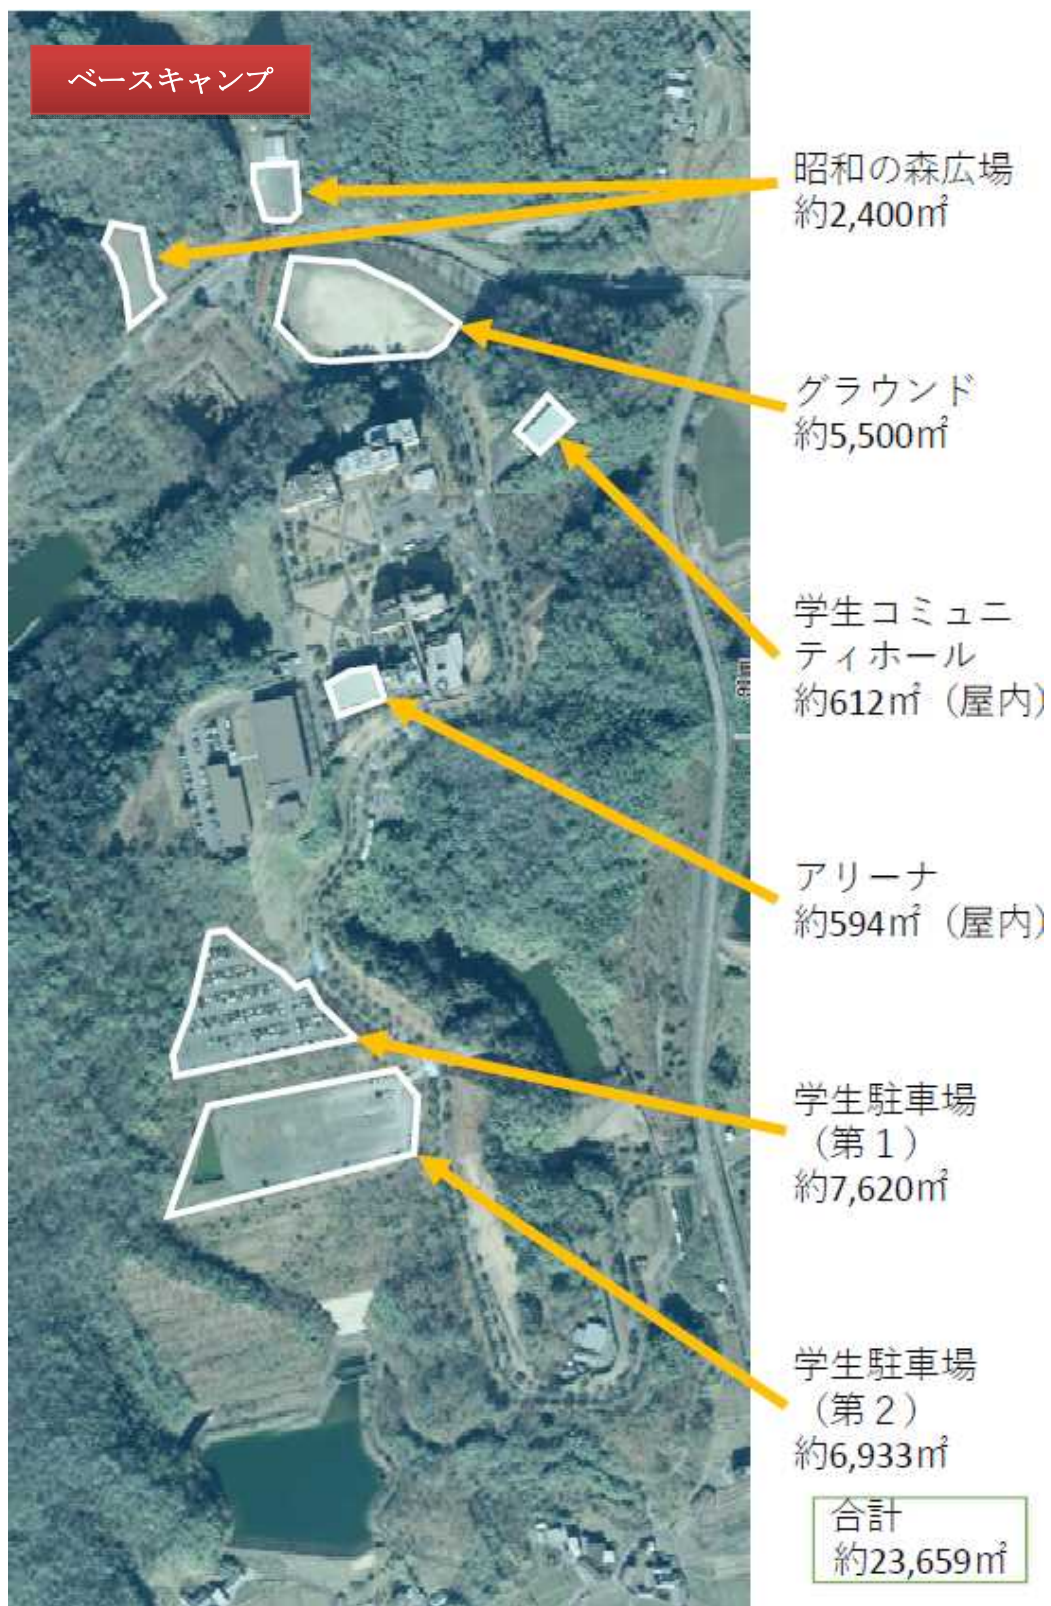 ベースキャンプ
昭和の森広場
約2,400㎡
グラウンド
約5,500㎡
学生コミュニ
ティホール
約612㎡（屋内）
アリーナ
約594㎡（屋内）
学生駐車場
（第１）
約7,620㎡
学生駐車場
（第２）
約6,933㎡
合計
約23,659㎡